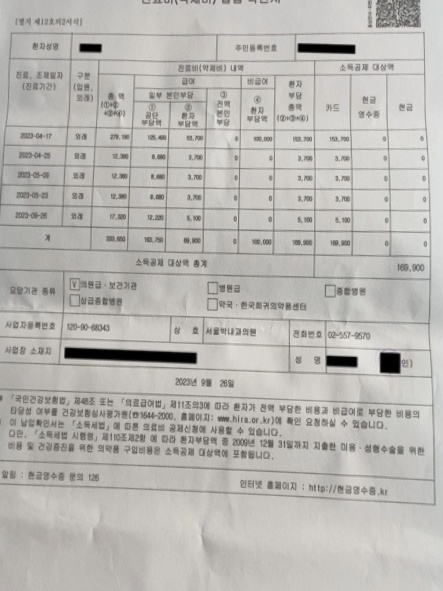 진료비(약제비) 납입 확인서
[별지 제12호의2서식]
환자성명 주민등록번호
진료, 조제일자 (진료기간) 구분 (입원, 외래) 진료비(약제비) 내역 소득공제 대상액
총 액 (①+②+③+④) 급여 비급여 환자 부담 총액 (②+③+④) 카드 현금 영수증 현금
일부 본인부담 ③ 전액 본인 부담 ④ 환자 부담액
① 공단 부담액 ② 환자 부담액
2023-04-17 외래 279,190 125,490 53,700 0 100,000 153,700 153,700 0 0
2023-04-25 외래 12,380 8,680 3,700 0 0 3,700 3,700 0 0
외래 12,380 8,680 3,700 0 0 3,700 3,700 0 0
외래 12,380 8,680 3,700 0 0 3,700 3,700 0 0
외래 17,320 12,220 5,100 0 0 5,100 5,100 0 0
계 333,650 163,750 69,900 0 100,000 169,900 169,900 0 0
소득공제 대상액 총계 169,900
요양기관 종류 [V]의원급·보건기관 병원급 종합병원
상급종합병원 약국·한국희귀의약품센터
사업자등록번호 120-90-68343 상 호 서울박내과의원 전화번호 02-557-9570
사업장 소재지 성 명 인)
2023년 9월 26일
「국민건강보험법」제48조 또는 「의료급여법」제11조의3에 따라 환자가 전액 부담한 비용과 비급여로 부담한 비용의
타당성 여부를 건강보험심사평가원(☎1644-2000, 홈페이지: www.hira.or.kr)에 확인 요청하실 수 있습니다.
이 납입확인서는 「소득세법」에 따른 의료비 공제신청에 사용할 수 있습니다.
다만, 「소득세법 시행령」제110조제2항 에 따라 환자부담액 중 2009년 12월 31일까지 지출한 미용·성형수술을 위한
비용 및 건강증진을 위한 의약품 구입비용은 소득공제 대상액에 포함됩니다.
알림 : 현금영수증 문의 126 인터넷 홈페이지 : http://현금영수증.kr